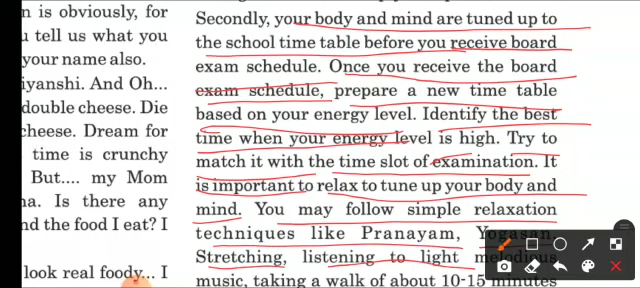 n is obviously, for
u tell us what you
your name also.
iyanshi. And Oh...
double cheese. Die
cheese. Dream for
time is crunchy
But.... my Mom
na. Is there any
nd the food I eat? I
look real foody... I
Secondly, your body and mind are tuned up to
the school time table before you receive board
exam schedule. Once you receive the board
exam schedule, prepare a new time table
based on your energy level. Identify the best
time when your energy level is high. Try to
match it with the time slot of examination. It
is important to relax to tune up your body and
mind. You may follow simple relaxation
techniques like Pranayam, Yogasan,
Stretching, listening to light melodious
music, taking a walk of about 10-15 minutes